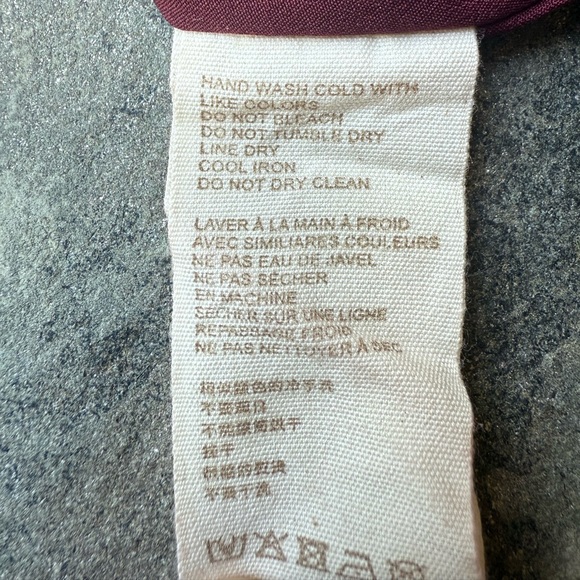 HAND WASH COLD WITH
LIKE COLORS
DO NOT BLEACH
DO NOT TUMBLE DRY
LINE DRY
COOL IRON
DO NOT DRY CLEAN
LAVER À LA MAIN À FROID
AVEC SIMILIARES COULEURS
NE PAS EAU DE JAVEL
NE PAS SÉCHER
EN MACHINE
SÉCHER SUR UNE LIGNE
REPASSAGE FROID
NE PAS NETTOYER À SEC
不要